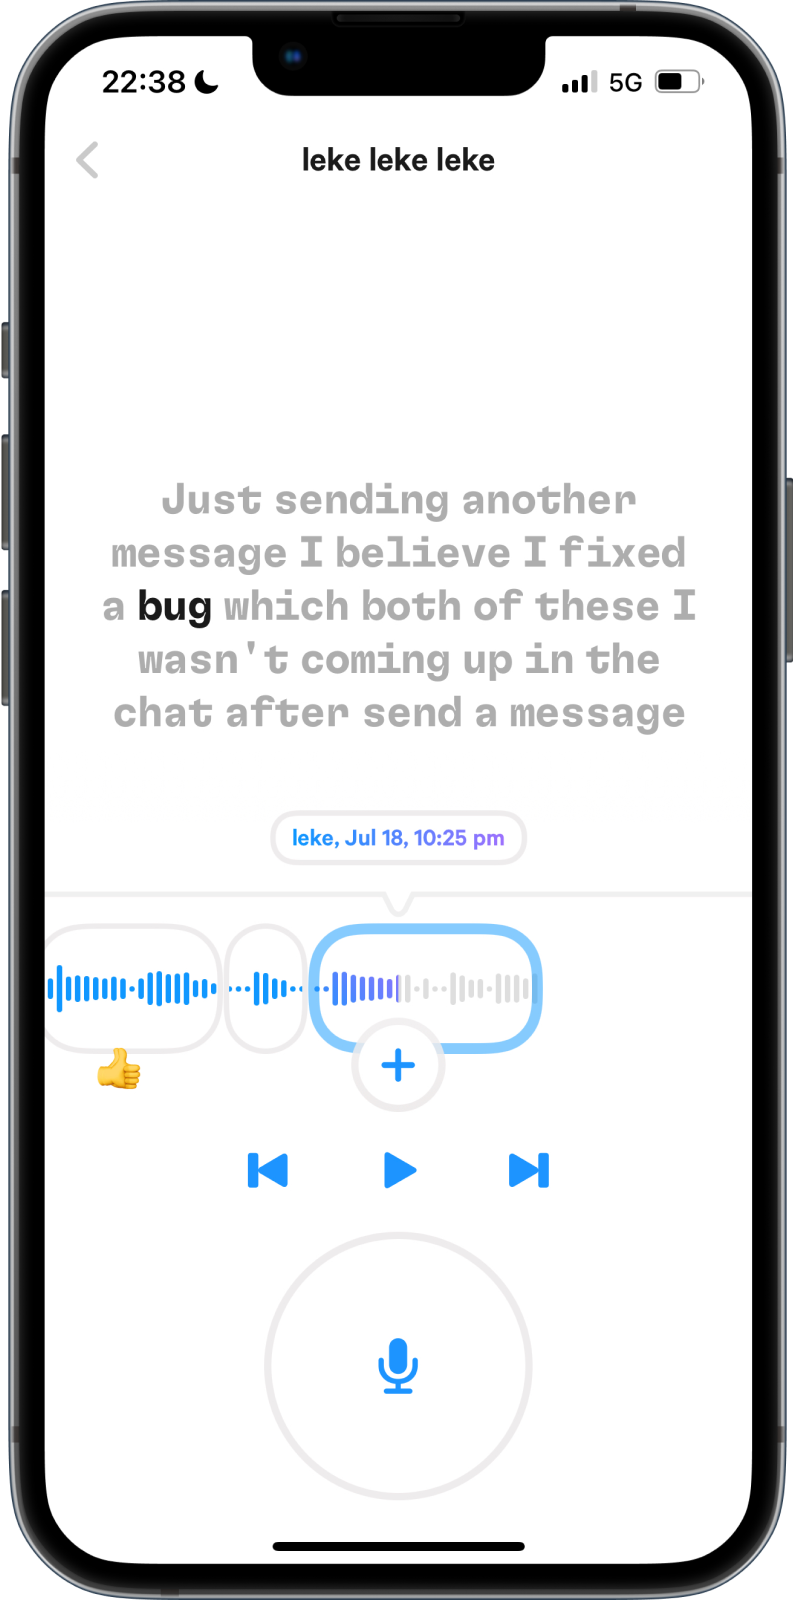 22:38
5G
leke leke leke
Just sending another
message I believe I fixed
a bug which both of these I
wasn't coming up in the
chat after send a message
leke, Jul 18, 10:25 pm